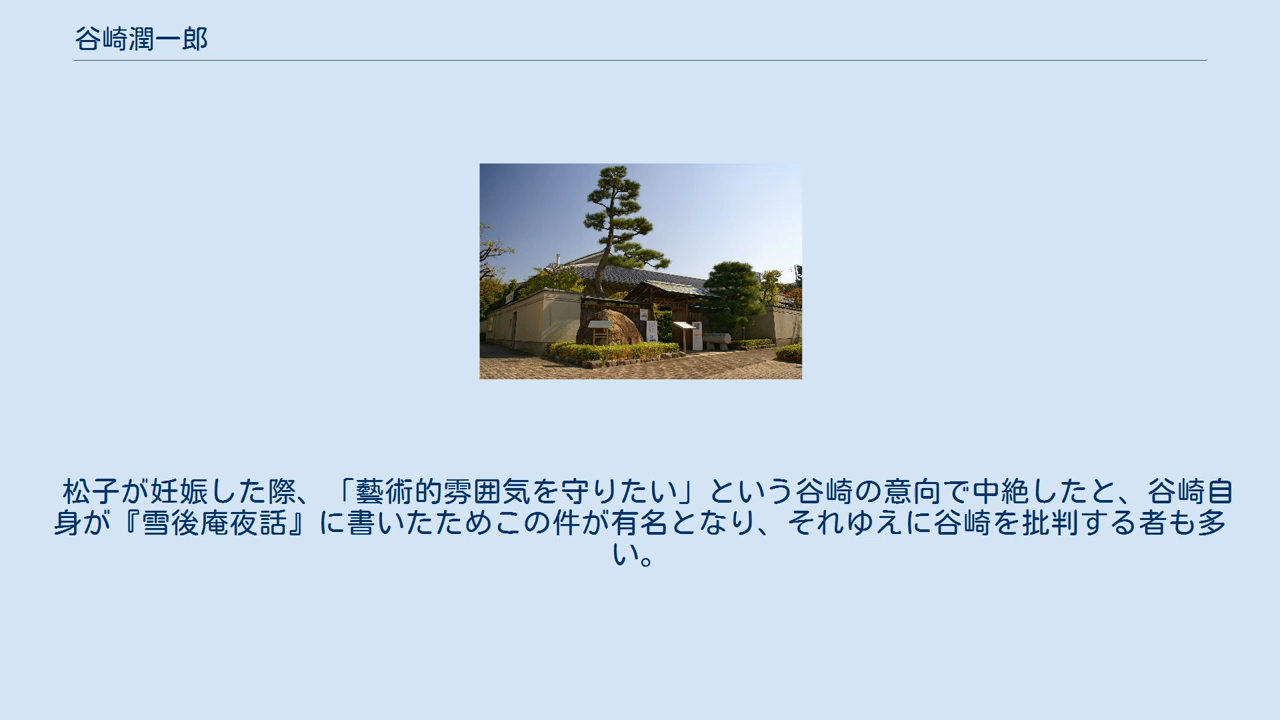 谷崎潤一郎
松子が妊娠した際、「藝術的雰囲気を守りたい」という谷崎の意向で中絶したと、谷崎自
身が『雪後庵夜話』に書いたためこの件が有名となり、それゆえに谷崎を批判する者も多
い。